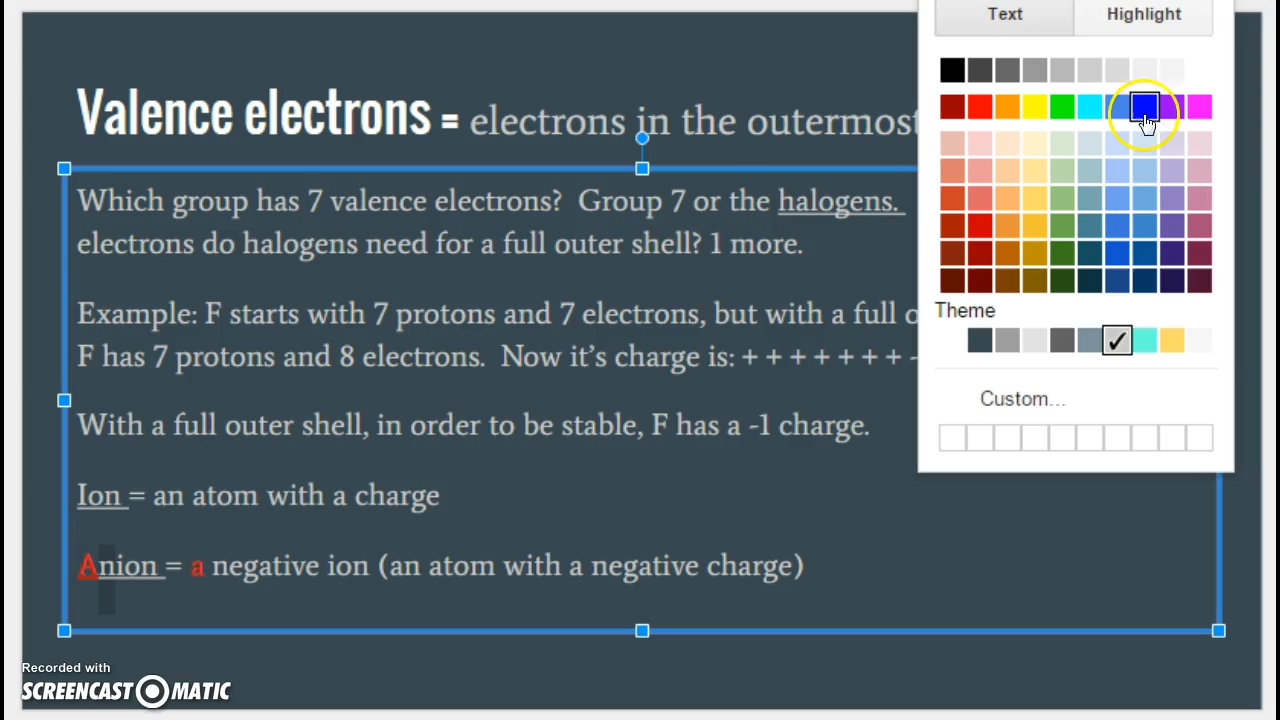 Text Highlight
Valence electrons = electrons in the outermost
Which group has 7 valence electrons? Group 7 or the halogens.
electrons do halogens need for a full outer shell? 1 more.
Example: F starts with 7 protons and 7 electrons, but with a full o
F has 7 protons and 8 electrons. Now it's charge is: + + + + + + + -
With a full outer shell, in order to be stable, F has a -1 charge.
Ion = an atom with a charge
Anion = a negative ion (an atom with a negative charge)
Theme
Custom...
Recorded with
SCREENCAST O MATIC